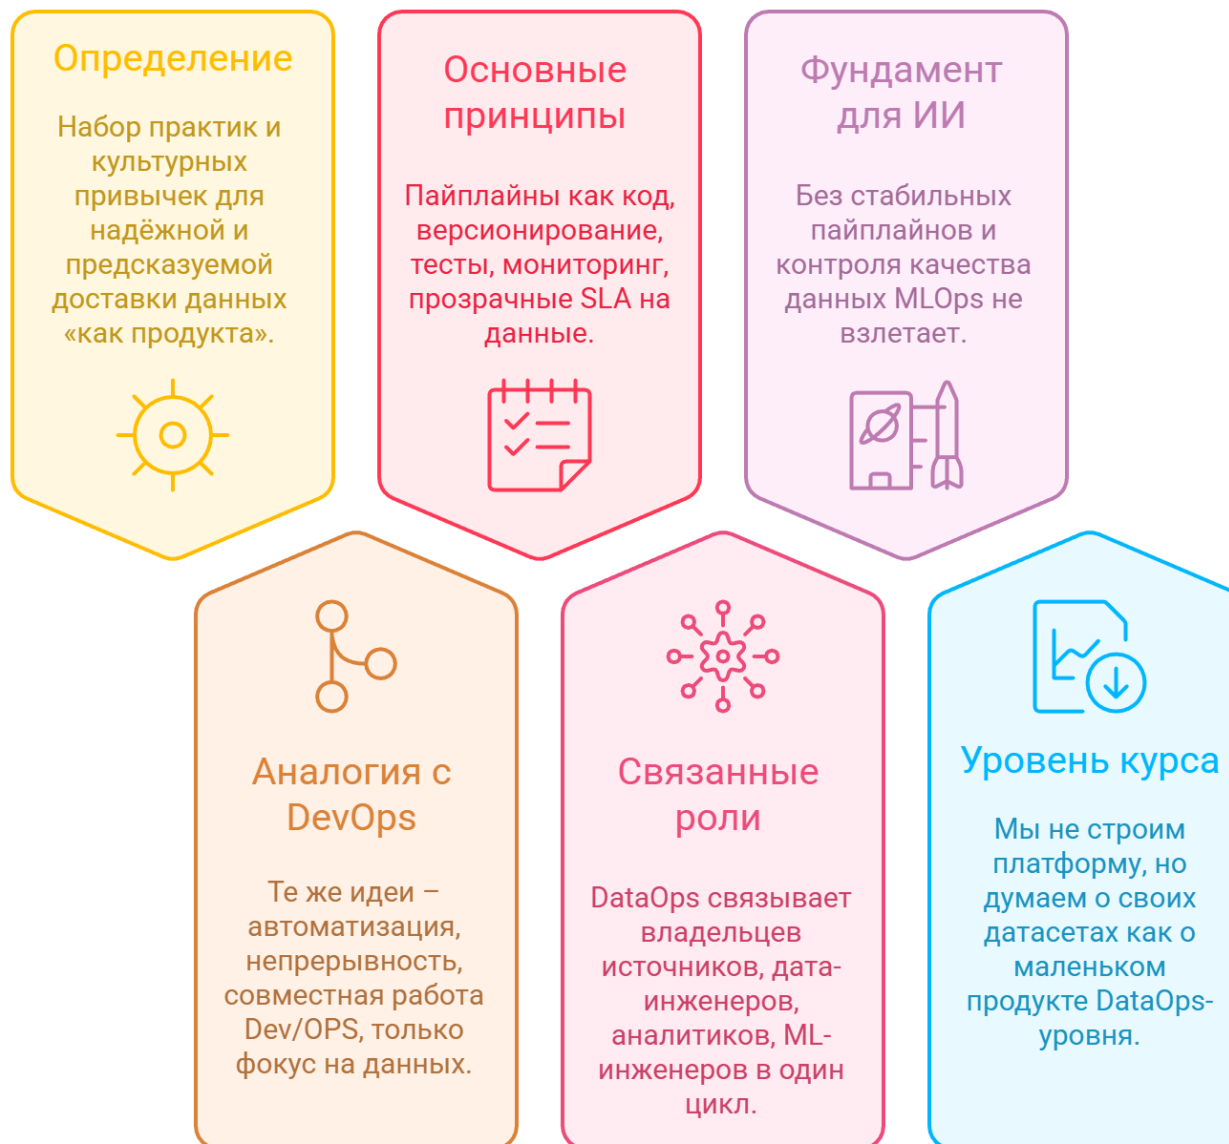 Определение
Набор практик и
культурных
привычек для
надёжной и
предсказуемой
доставки данных
«как продукта».
Основные
принципы
Пайплайны как код,
версионирование,
тесты, мониторинг,
прозрачные SLA на
данные.
Фундамент
для ИИ
Без стабильных
пайплайнов и
контроля качества
данных MLOps не
взлетает.
Аналогия с
DevOps
Те же идеи –
автоматизация,
непрерывность,
совместная работа
Dev/OPS, только
фокус на данных.
Связанные
роли
DataOps связывает
владельцев
источников, дата-
инженеров,
аналитиков, ML-
инженеров в один
цикл.
Уровень курса
Мы не строим
платформу, но
думаем о своих
датасетах как о
маленьком
продукте DataOps-
уровня.